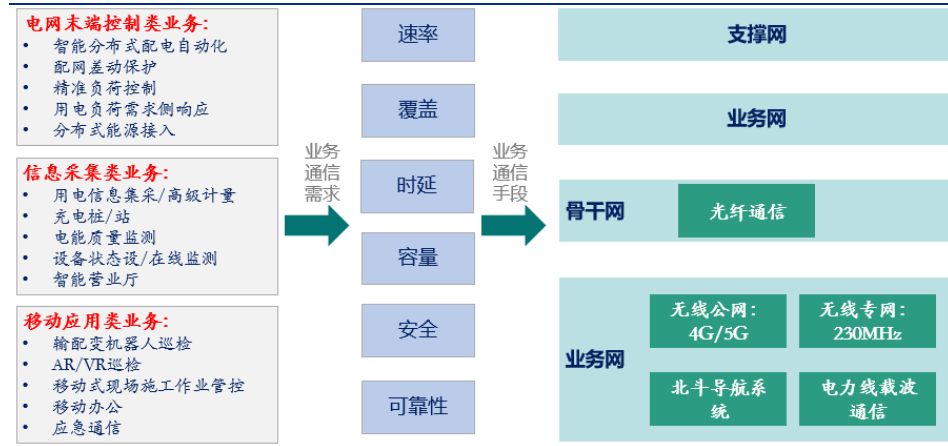 电网末端控制类业务:
• 智能分布式配电自动化
• 配网差动保护
• 精准负荷控制
• 用电负荷需求侧响应
• 分布式能源接入
信息采集类业务:
• 用电信息集采/高级计量
• 充电桩/站
• 电能质量监测
• 设备状态设/在线监测
• 智能营业厅
移动应用类业务:
• 输配变机器人巡检
• AR/VR巡检
• 移动式现场施工作业管控
• 移动办公
• 应急通信
业务
通信
需求
速率
覆盖
时延
容量
安全
可靠性
业务
通信
手段
支撑网
业务网
骨干网
光纤通信
业务网
无线公网:
4G/5G
无线专网:
230MHz
北斗导航系
统
电力线载波
通信